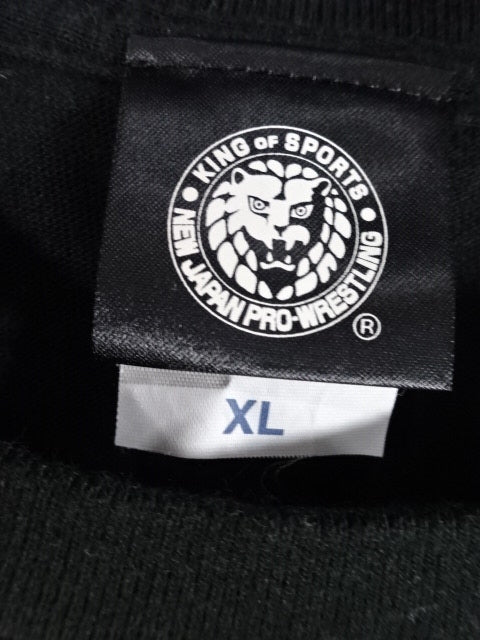 KING OF SPORTS
NEW JAPAN PRO-WRESTLING
®
XL